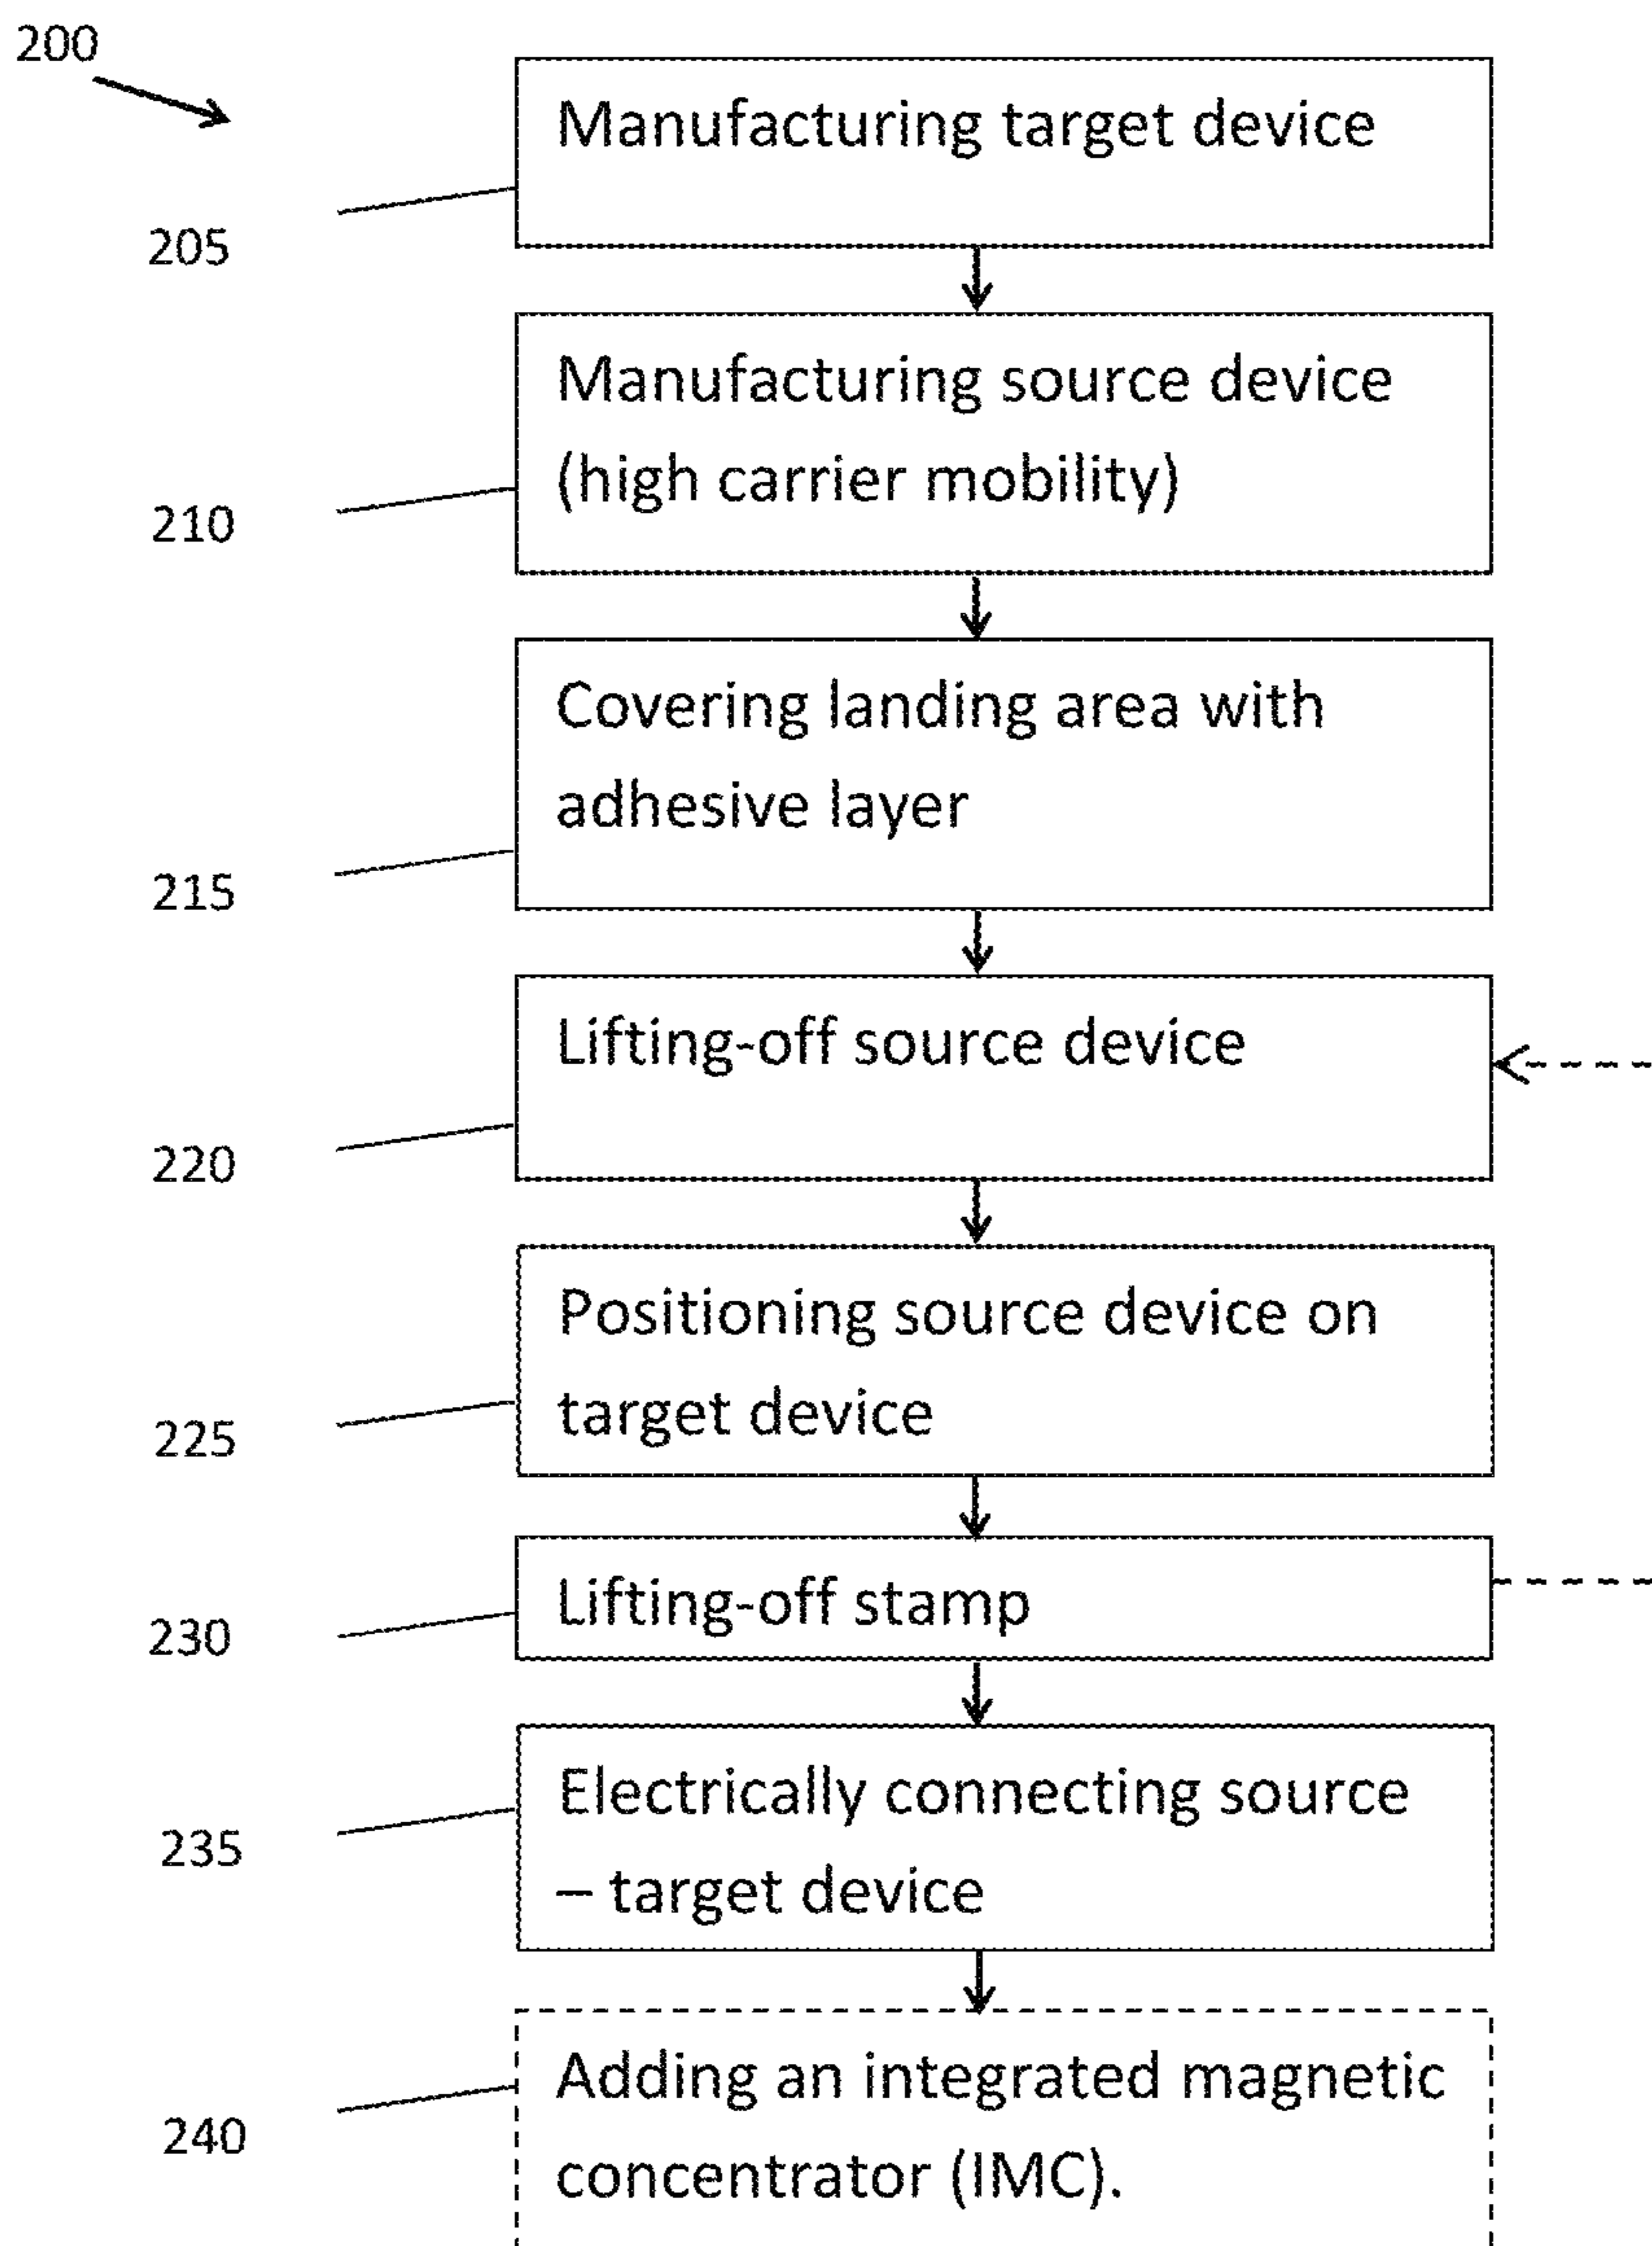 200
Manufacturing target device
205
Manufacturing source device
(high carrier mobility)
210
Covering landing area with
adhesive layer
215
Lifting-off source device
220
Positioning source device on
target device
225
Lifting-off stamp
230
Electrically connecting source
– target device
235
Adding an integrated magnetic
concentrator (IMC).
240